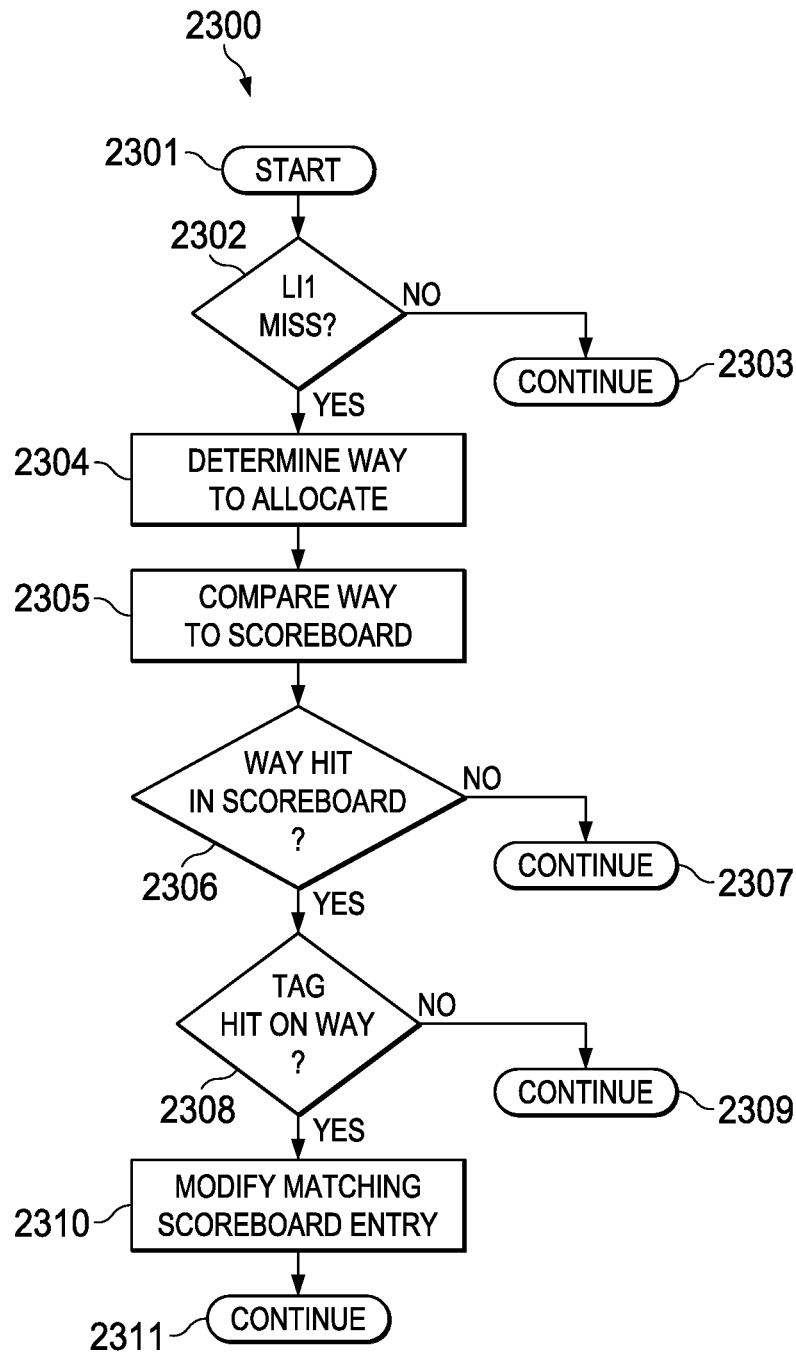 2300
2301
START
2302
LI1
MISS?
NO
CONTINUE
2303
YES
2304
DETERMINE WAY
TO ALLOCATE
2305
COMPARE WAY
TO SCOREBOARD
WAY HIT
IN SCOREBOARD
?
NO
2306
CONTINUE
2307
YES
TAG
HIT ON WAY
?
NO
2308
CONTINUE
2309
YES
2310
MODIFY MATCHING
SCOREBOARD ENTRY
CONTINUE
2311